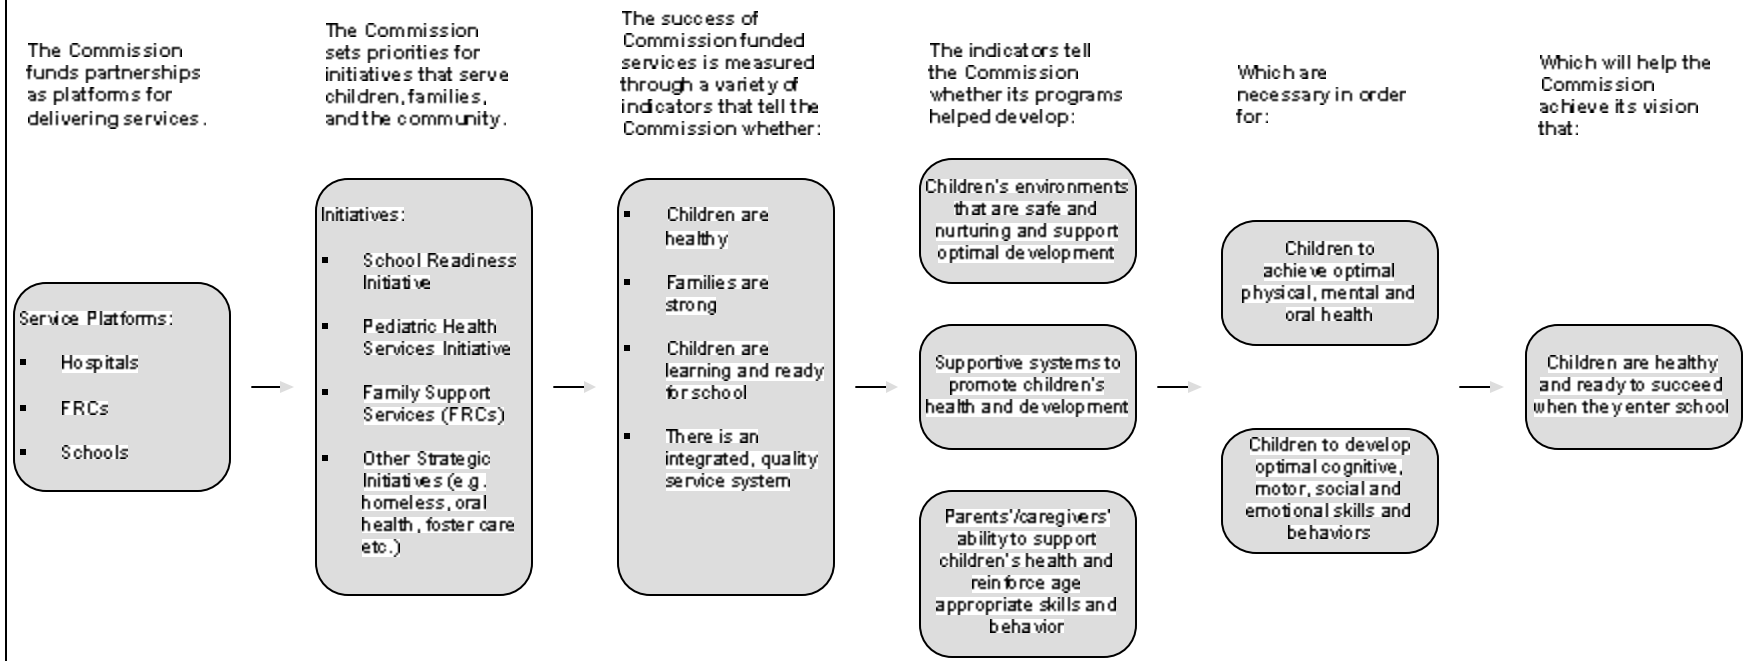 The Commission
funds partnerships
as platforms for
delivering services.
The Commission
sets priorities for
initiatives that serve
children, families,
and the community.
The success of
Commission funded
services is measured
through a variety of
indicators that tell the
Commission whether:
The indicators tell
the Commission
whether its programs
helped develop:
Which are
necessary in order
for:
Which will help the
Commission
achieve its vision
that:
Service Platforms:
▪ Hospitals
▪ FRCs
▪ Schools
Initiatives:
▪ School Readiness
Initiative
▪ Pediatric Health
Services Initiative
▪ Family Support
Services (FRCs)
▪ Other Strategic
Initiatives (e.g.
homeless, oral
health, foster care
etc.)
▪ Children are
healthy
▪ Families are
strong
▪ Children are
learning and ready
for school
▪ There is an
integrated, quality
service system
Children's environments
that are safe and
nurturing and support
optimal development
Supportive systems to
promote children's
health and development
Parents'/caregivers'
ability to support
children's health and
reinforce age
appropriate skills and
behavior
Children to
achieve optimal
physical, mental and
oral health
Children to develop
optimal cognitive,
motor, social and
emotional skills and
behaviors
Children are healthy
and ready to succeed
when they enter school